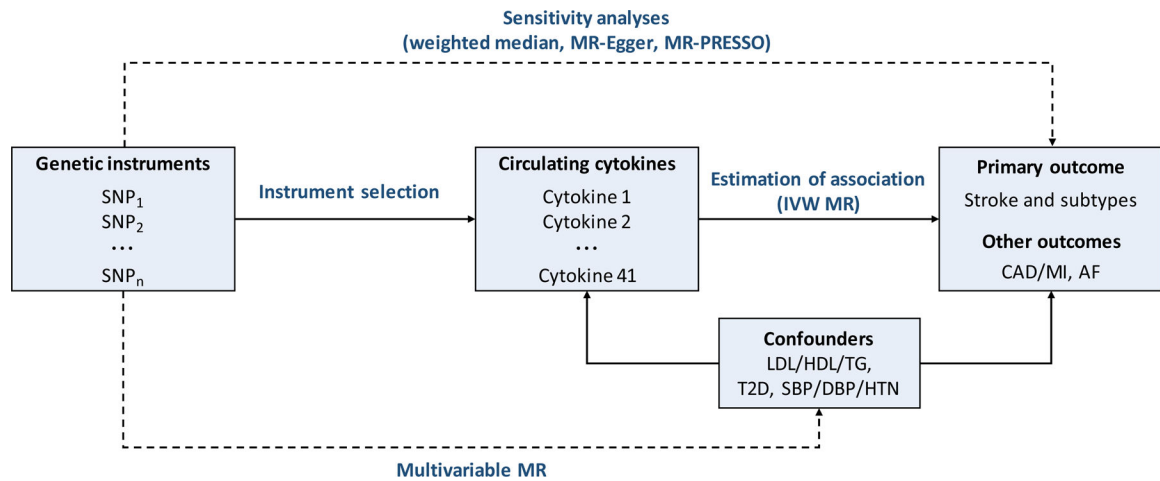 Sensitivity analyses
(weighted median, MR-Egger, MR-PRESSO)
Genetic instruments
SNP₁
SNP₂
...
SNPₙ
Instrument selection
Circulating cytokines
Cytokine 1
Cytokine 2
...
Cytokine 41
Estimation of association
(IVW MR)
Primary outcome
Stroke and subtypes
Other outcomes
CAD/MI, AF
Confounders
LDL/HDL/TG,
T2D, SBP/DBP/HTN
Multivariable MR